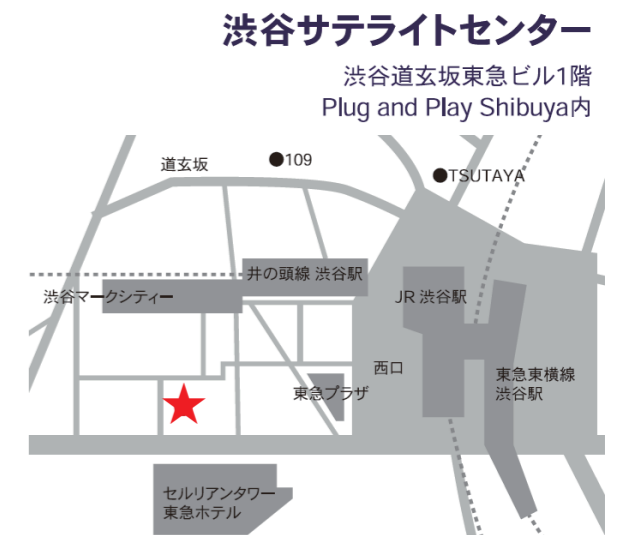 渋谷サテライトセンター
渋谷道玄坂東急ビル1階
Plug and Play Shibuya内
道玄坂
●109
●TSUTAYA
井の頭線 渋谷駅
渋谷マークシティー
JR 渋谷駅
西口
東急プラザ
東急東横線
渋谷駅
セルリアンタワー
東急ホテル